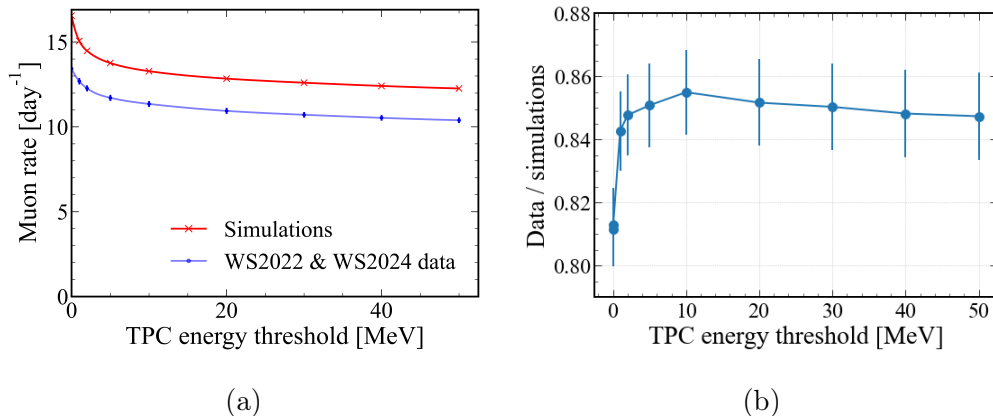 15
10
5
0
0
20
40
Muon rate [day⁻¹]
TPC energy threshold [MeV]
Simulations
WS2022 & WS2024 data
(a)
0.88
0.86
0.84
0.82
0.80
0
10
20
30
40
50
Data / simulations
TPC energy threshold [MeV]
(b)